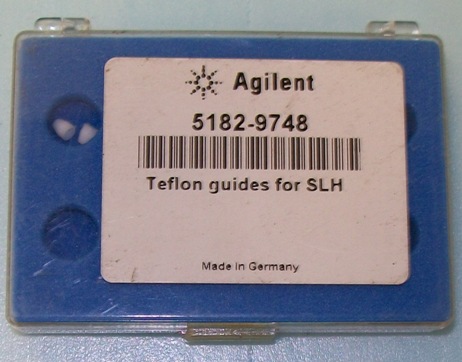 Agilent
5182-9748
Teflon guides for SLH
Made in Germany